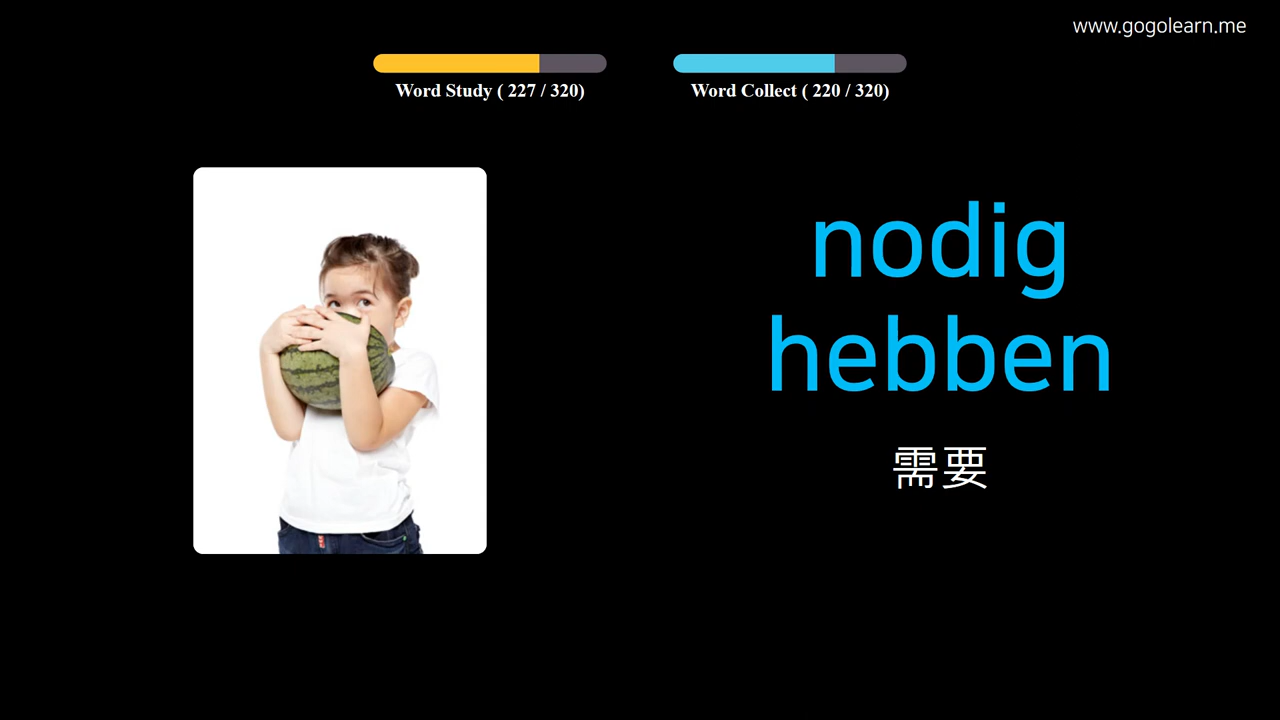 www.gogolearn.me
Word Study ( 227 / 320)
Word Collect ( 220 / 320)
nodig
hebben
需要